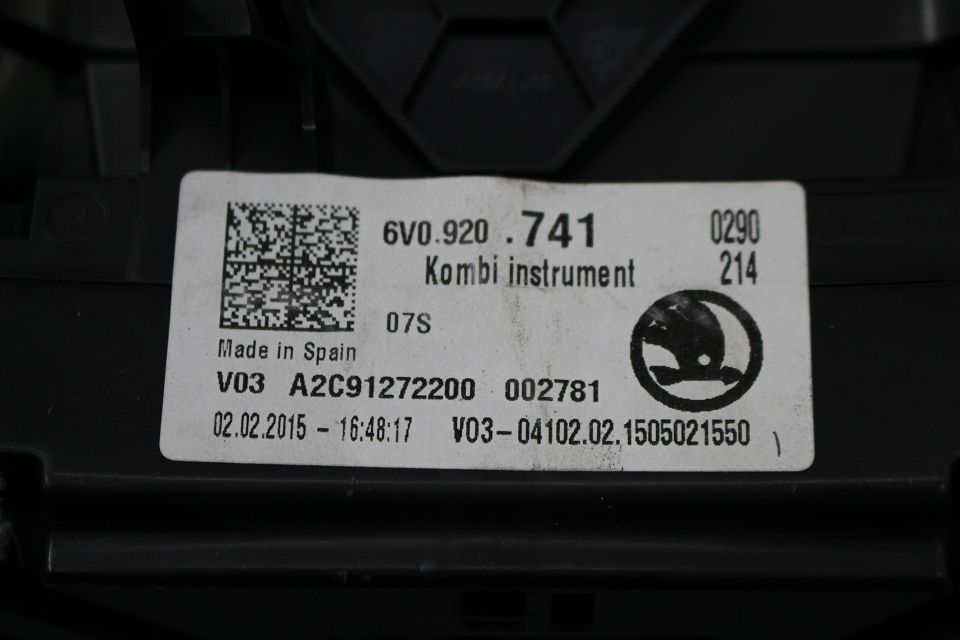 6V0.920 .741 0290
Kombi instrument 214
07S
Made in Spain
V03 A2C91272200 002781
02.02.2015 - 16:48:17 V03-04102.02.1505021550